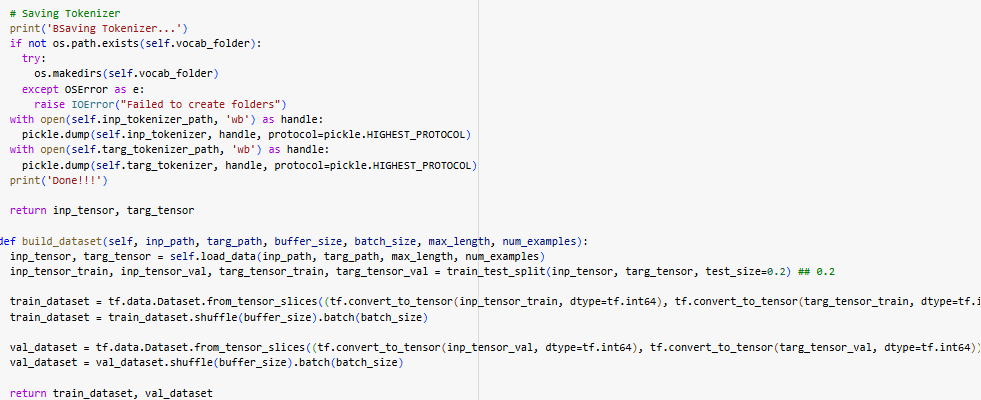 # Saving Tokenizer
print('BSaving Tokenizer...')
if not os.path.exists(self.vocab_folder):
try:
os.makedirs(self.vocab_folder)
except OSError as e:
raise IOError("Failed to create folders")
with open(self.inp_tokenizer_path, 'wb') as handle:
pickle.dump(self.inp_tokenizer, handle, protocol=pickle.HIGHEST_PROTOCOL)
with open(self.targ_tokenizer_path, 'wb') as handle:
pickle.dump(self.targ_tokenizer, handle, protocol=pickle.HIGHEST_PROTOCOL)
print('Done!!!')
return inp_tensor, targ_tensor
def build_dataset(self, inp_path, targ_path, buffer_size, batch_size, max_length, num_examples):
inp_tensor, targ_tensor = self.load_data(inp_path, targ_path, max_length, num_examples)
inp_tensor_train, inp_tensor_val, targ_tensor_train, targ_tensor_val = train_test_split(inp_tensor, targ_tensor, test_size=0.2) ## 0.2
train_dataset = tf.data.Dataset.from_tensor_slices((tf.convert_to_tensor(inp_tensor_train, dtype=tf.int64), tf.convert_to_tensor(targ_tensor_train, dtype=tf.i
train_dataset = train_dataset.shuffle(buffer_size).batch(batch_size)
val_dataset = tf.data.Dataset.from_tensor_slices((tf.convert_to_tensor(inp_tensor_val, dtype=tf.int64), tf.convert_to_tensor(targ_tensor_val, dtype=tf.int64))
val_dataset = val_dataset.shuffle(buffer_size).batch(batch_size)
return train_dataset, val_dataset